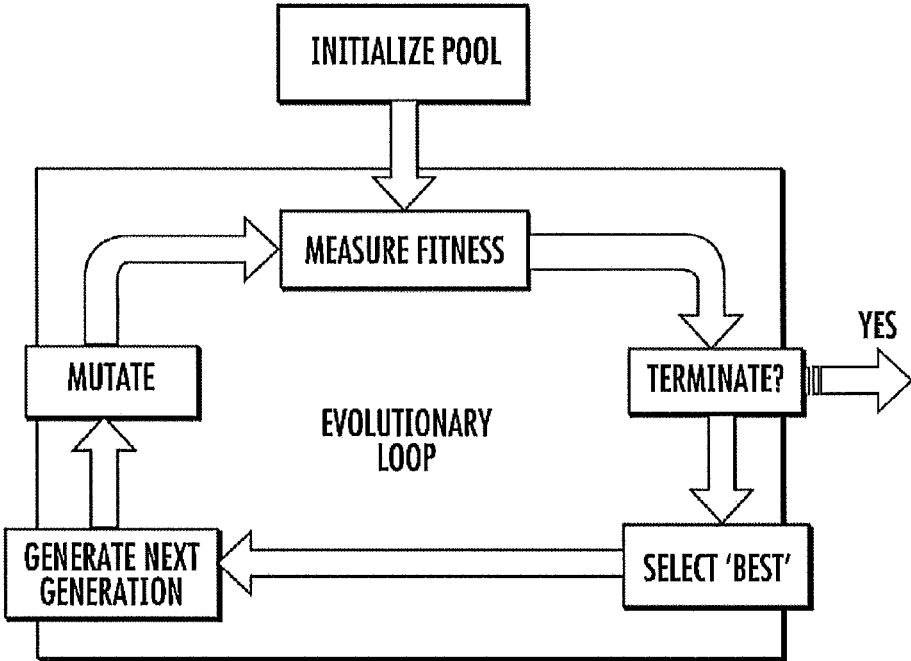 INITIALIZE POOL
MEASURE FITNESS
YES
MUTATE
TERMINATE?
EVOLUTIONARY
LOOP
GENERATE NEXT
GENERATION
SELECT 'BEST'